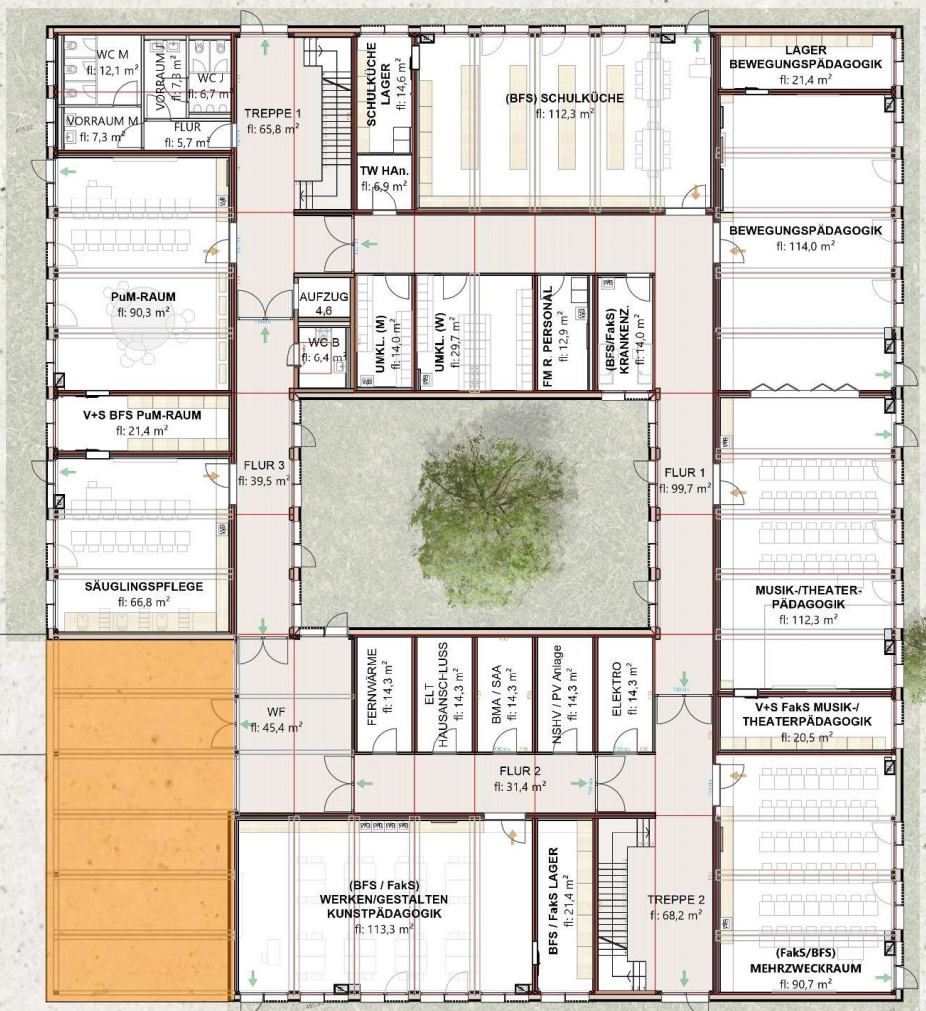 WC M
fl: 12,1 m²
VORRAUM J
fl: 7,3 m²
WC J
fl: 6,7 m²
VORRAUM M
fl: 7,3 m²
FLUR
fl: 5,7 m²
TREPPE 1
fl: 65,8 m²
SCHULKÜCHE
LAGER
fl: 14,6 m²
(BFS) SCHULKÜCHE
fl: 112,3 m²
LAGER
BEWEGUNGSPÄDAGOGIK
fl: 21,4 m²
TW HAn.
fl: 6,9 m²
BEWEGUNGSPÄDAGOGIK
fl: 114,0 m²
PuM-RAUM
fl: 90,3 m²
AUFZUG
4,6
WC B
fl: 6,4 m²
UMKL. (M)
fl: 14,0 m²
UMKL. (W)
fl: 29,7 m²
FM R. PERSONAL
fl: 12,9 m²
(BFS/FakS)
KRANKENZ.
fl: 14,0 m²
V+S BFS PuM-RAUM
fl: 21,4 m²
FLUR 3
fl: 39,5 m²
FLUR 1
fl: 99,7 m²
SÄUGLINGSPFLEGE
fl: 66,8 m²
MUSIK-/THEATER-
PÄDAGOGIK
fl: 112,3 m²
WF
fl: 45,4 m²
FERNWÄRME
fl: 14,3 m²
ELT
HAUSANSCHLUSS
fl: 14,3 m²
BMA / SAA
fl: 14,3 m²
NSHV / PV Anlage
fl: 14,3 m²
ELEKTRO
fl: 14,3 m²
V+S FakS MUSIK-/
THEATERPÄDAGOGIK
fl: 20,5 m²
FLUR 2
fl: 31,4 m²
(BFS / FakS)
WERKEN/GESTALTEN
KUNSTPÄDAGOGIK
fl: 113,3 m²
BFS / FakS LAGER
fl: 21,4 m²
TREPPE 2
fl: 68,2 m²
(FakS/BFS)
MEHRZWECKRAUM
fl: 90,7 m²